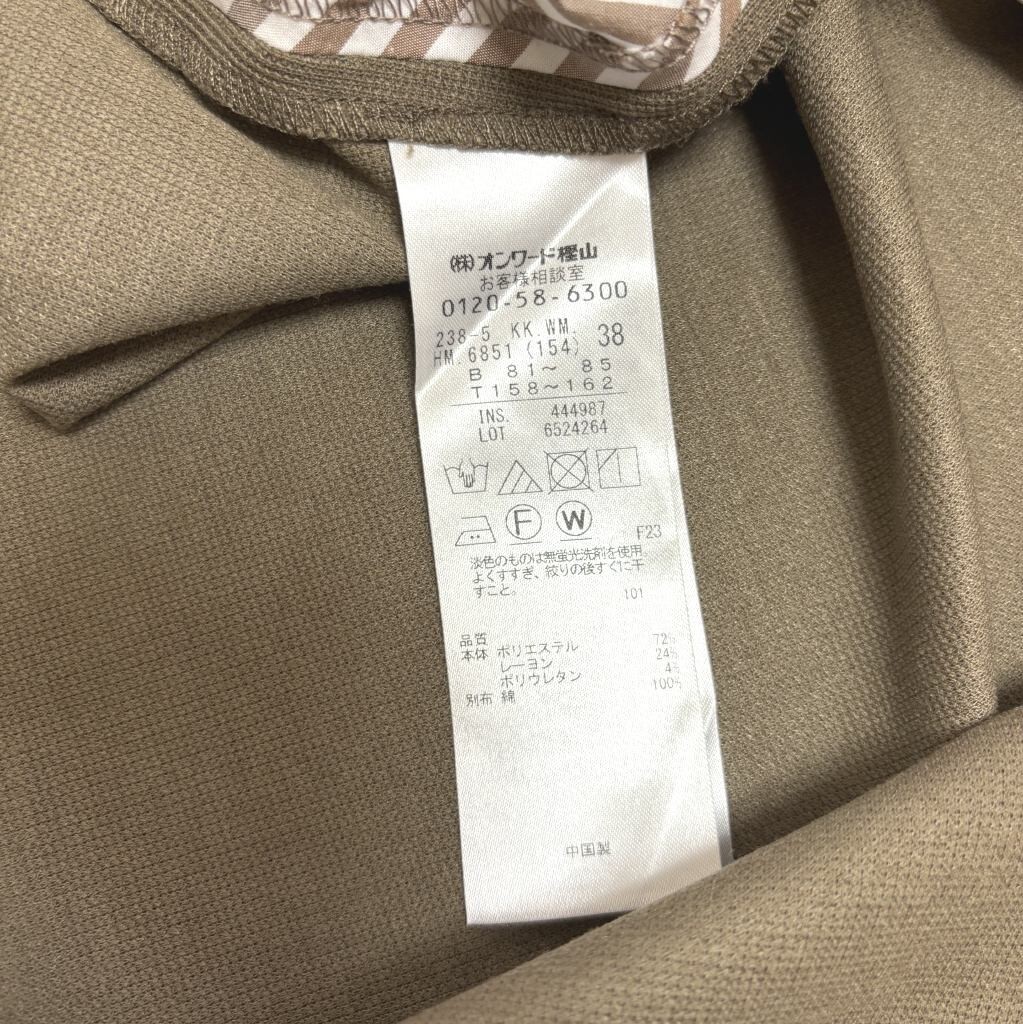 (株)オンワード樫山
お客様相談室
0120-58-6300
238-5 KK.WM. 38
HM.6851 (154)
B 81～ 85
T158～162
INS. 444987
LOT 6524264
F W
F23
淡色のものは無蛍光洗剤を使用。
よくすすぎ、絞りの後すぐに干
すこと。
101
品質
本体 ポリエステル 72%
レーヨン 24%
ポリウレタン 4%
別布 綿 100%
中国製